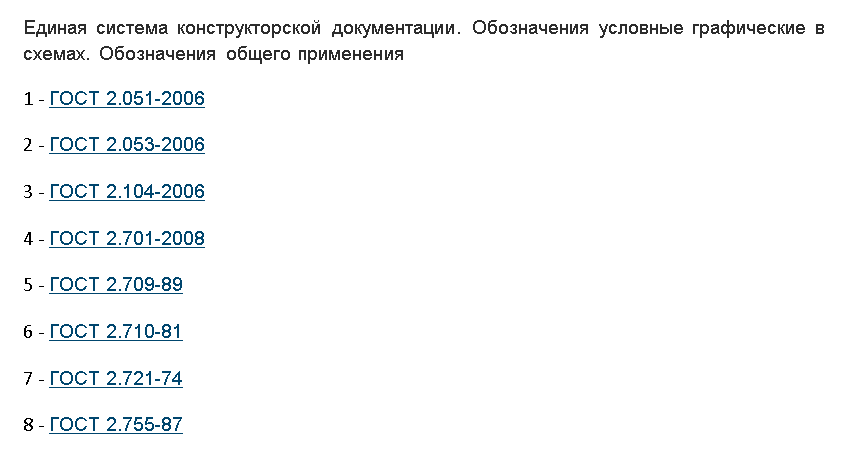 Единая система конструкторской документации. Обозначения условные графические в
схемах. Обозначения общего применения
1 - ГОСТ 2.051-2006
2 - ГОСТ 2.053-2006
3 - ГОСТ 2.104-2006
4 - ГОСТ 2.701-2008
5 - ГОСТ 2.709-89
6 - ГОСТ 2.710-81
7 - ГОСТ 2.721-74
8 - ГОСТ 2.755-87